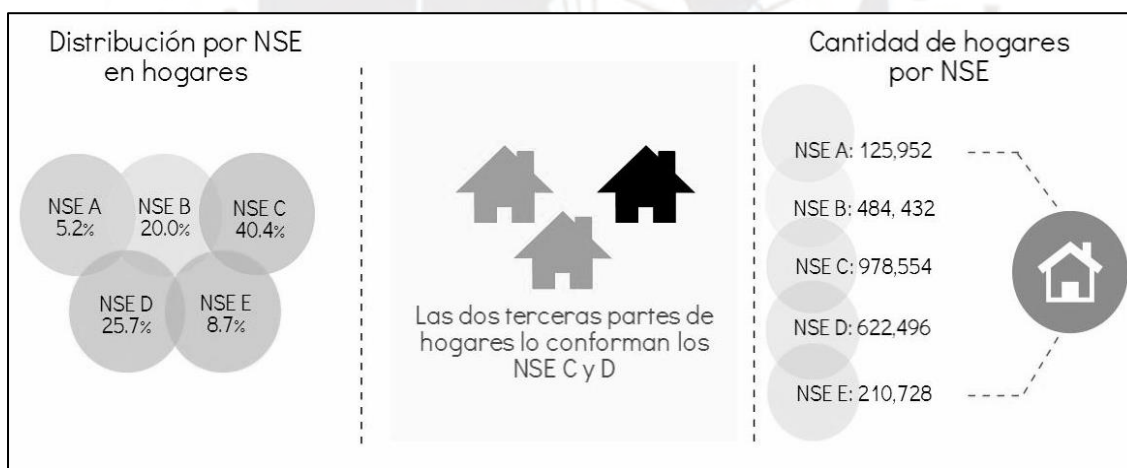 Distribución por NSE
en hogares
NSE A
5.2%
NSE B
20.0%
NSE C
40.4%
NSE D
25.7%
NSE E
8.7%
Las dos terceras partes de
hogares lo conforman los
NSE C y D
Cantidad de hogares
por NSE
NSE A: 125,952
NSE B: 484, 432
NSE C: 978,554
NSE D: 622,496
NSE E: 210,728